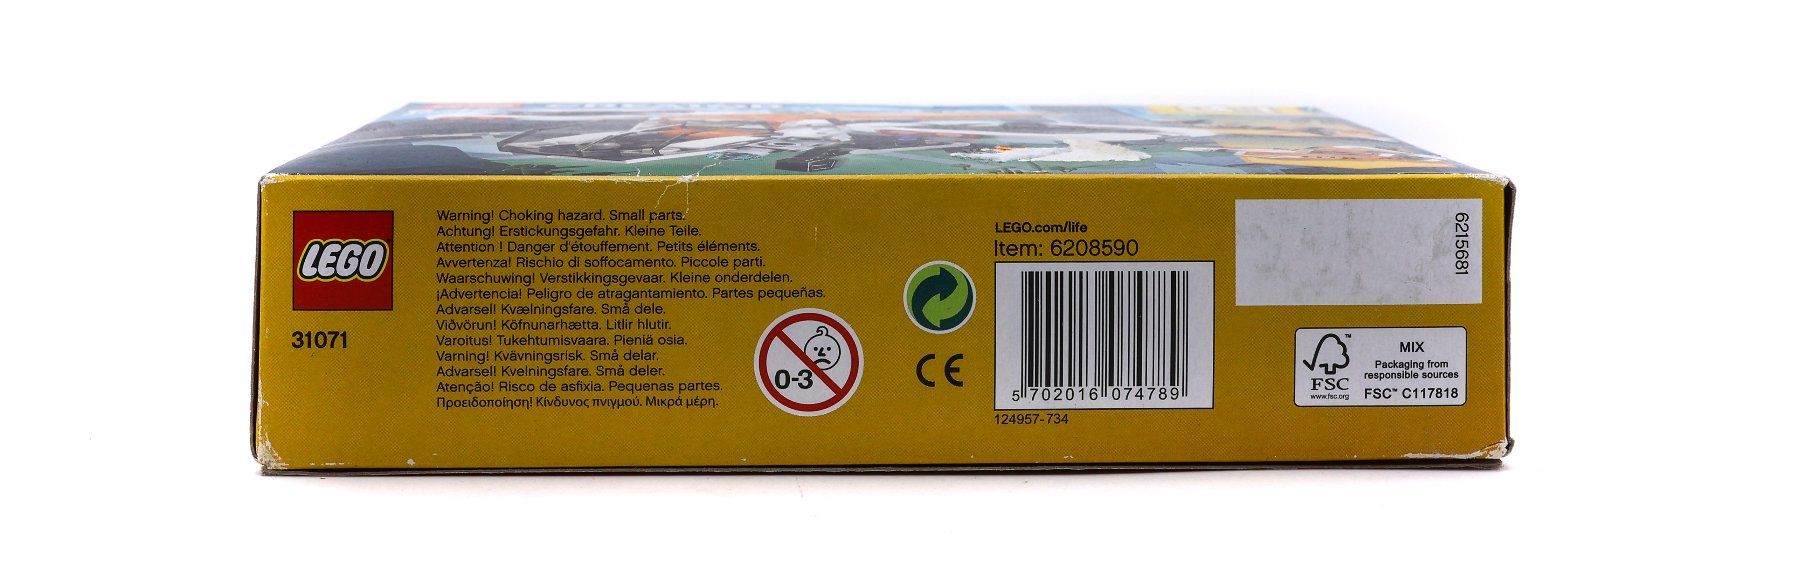 LEGO
31071
Warning! Choking hazard. Small parts.
Achtung! Erstickungsgefahr. Kleine Teile.
Attention ! Danger d'étouffement. Petits éléments.
Avvertenza! Rischio di soffocamento. Piccole parti.
Waarschuwing! Verstikkingsgevaar. Kleine onderdelen.
¡Advertencia! Peligro de atragantamiento. Partes pequeñas.
Advarsel! Kvælningsfare. Små dele.
Viðvörun! Köfnunarhætta. Litlir hlutir.
Varoitus! Tukehtumisvaara. Pieniä osia.
Varning! Kvävningsrisk. Små delar.
Advarsel! Kvelningsfare. Små deler.
Atenção! Risco de asfixia. Pequenas partes.
Προειδοποίηση! Κίνδυνος πνιγμού. Μικρά μέρη.
0-3
CE
LEGO.com/life
Item: 6208590
5 702016 074789
124957-734
6215681
FSC™
www.fsc.org
MIX
Packaging from
responsible sources
FSC™ C117818